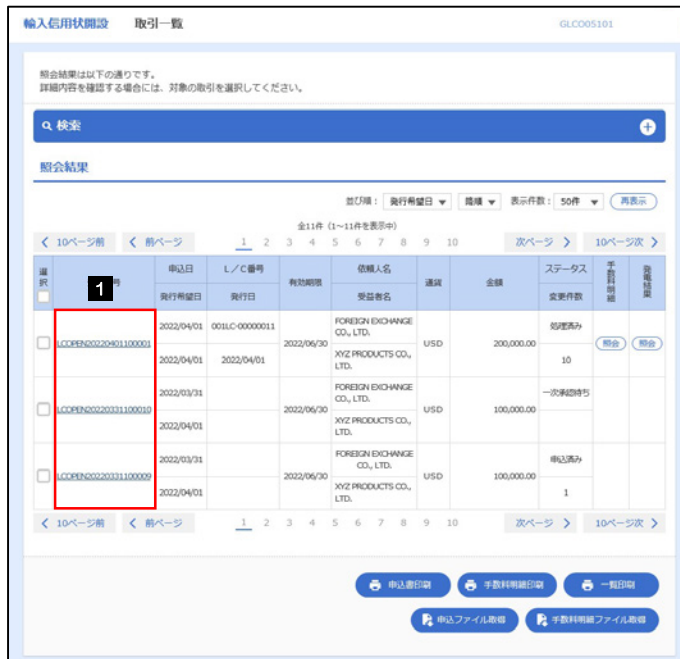 輸入信用状開設 取引一覧 GLCO05101
照会結果は以下の通りです。
詳細内容を確認する場合には、対象の取引を選択してください。
検索
照会結果
並び順： 発行希望日 降順 表示件数： 50件 再表示
全11件（1～11件を表示中）
10ページ前 前ページ 1 2 3 4 5 6 7 8 9 10 次ページ 10ページ次
選択 1 号 申込日 L／C番号 有効期限 依頼人名 通貨 金額 ステータス 手数料明細 発電結果
発行希望日 発行日 受益者名 変更件数
LCOPEN20220401100001 2022/04/01 001LC-00000011 2022/06/30 FOREIGN EXCHANGE CO., LTD. USD 200,000.00 処理済み 照会 照会
2022/04/01 2022/04/01 XYZ PRODUCTS CO., LTD. 10
LCOPEN20220331100010 2022/03/31 2022/06/30 FOREIGN EXCHANGE CO., LTD. USD 100,000.00 一次承認待ち
2022/04/01 XYZ PRODUCTS CO., LTD.
LCOPEN20220331100009 2022/03/31 2022/06/30 FOREIGN EXCHANGE CO., LTD. USD 100,000.00 申込済み
2022/04/01 XYZ PRODUCTS CO., LTD. 1
10ページ前 前ページ 1 2 3 4 5 6 7 8 9 10 次ページ 10ページ次
申込書印刷 手数料明細印刷 一覧印刷
申込ファイル取得 手数料明細ファイル取得